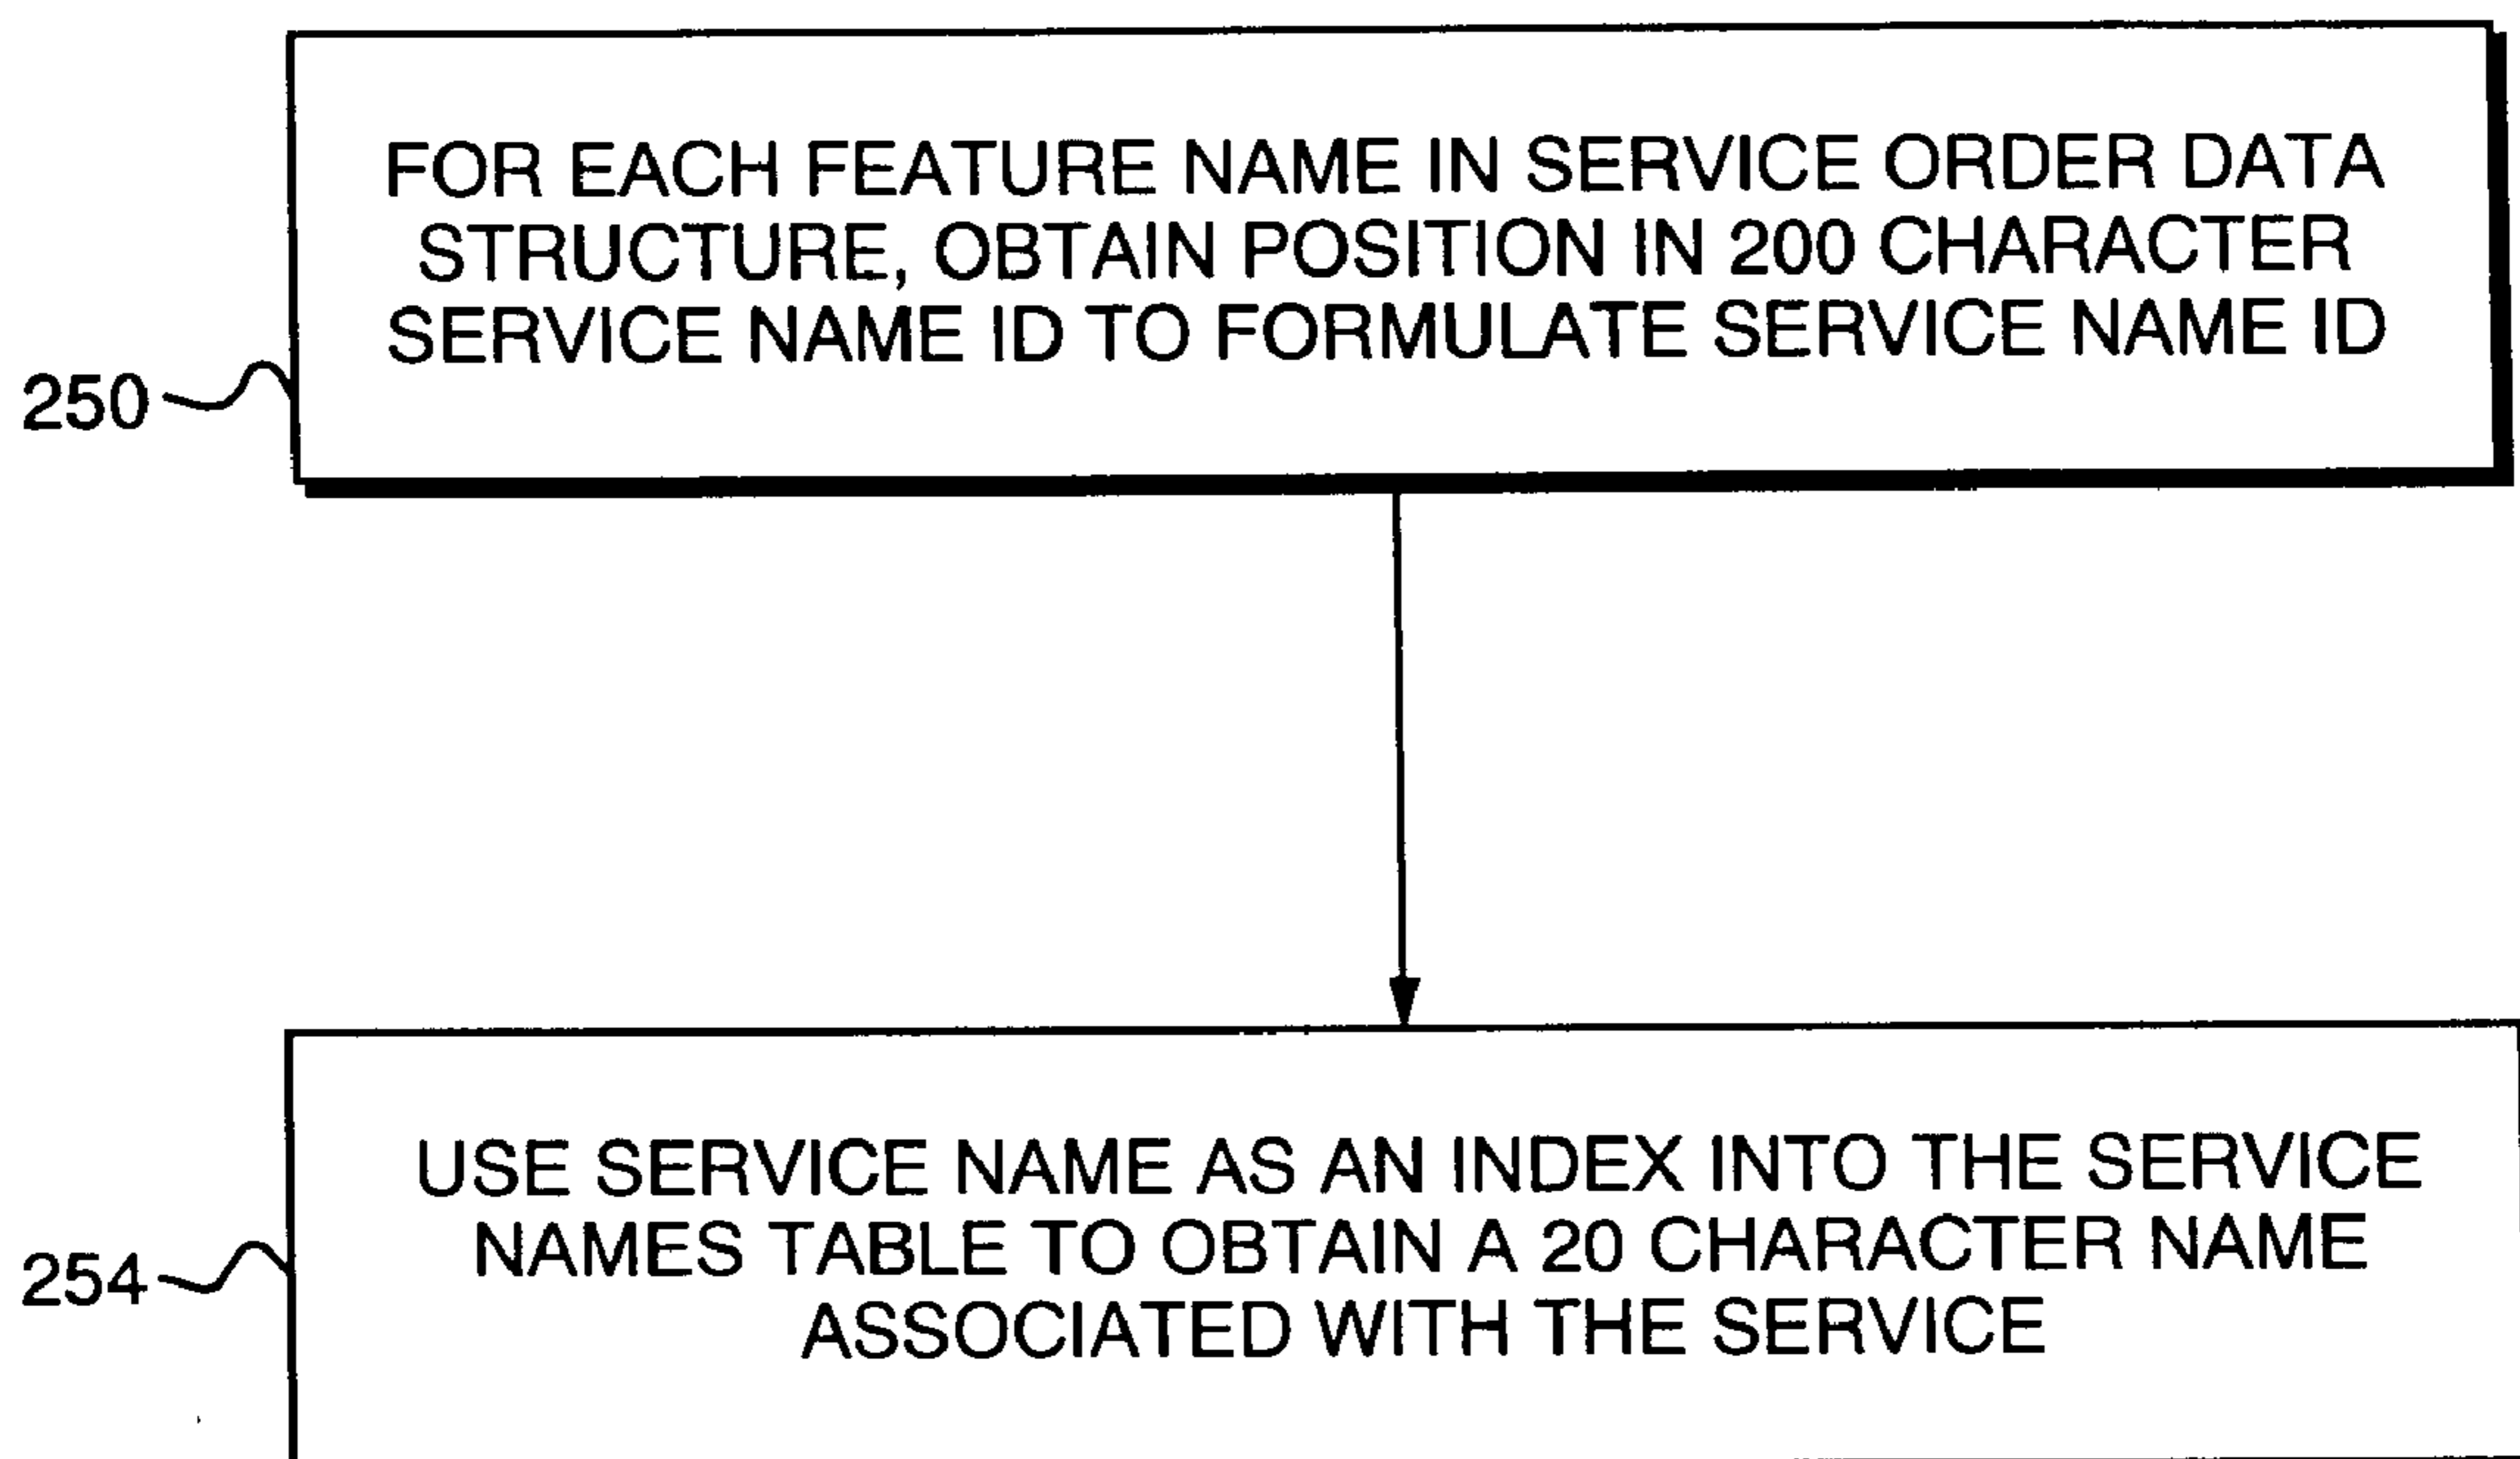 FOR EACH FEATURE NAME IN SERVICE ORDER DATA
STRUCTURE, OBTAIN POSITION IN 200 CHARACTER
SERVICE NAME ID TO FORMULATE SERVICE NAME ID
250
USE SERVICE NAME AS AN INDEX INTO THE SERVICE
NAMES TABLE TO OBTAIN A 20 CHARACTER NAME
254
ASSOCIATED WITH THE SERVICE